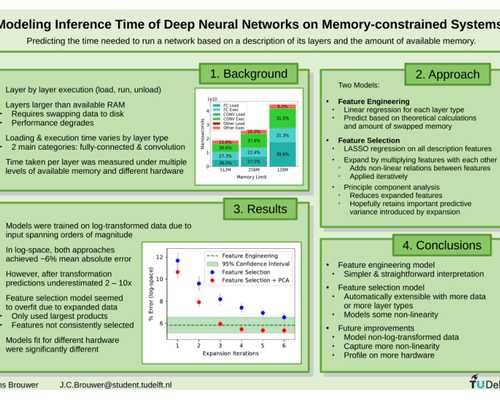 Modeling Inference Time of Deep Neural Networks on Memory-constrained Systems
Predicting the time needed to run a network based on a description of its layers and the amount of available memory.
1. Background
Layer by layer execution (load, run, unload)
Layers larger than available RAM
• Requires swapping data to disk
• Performance degrades
Loading & execution time varies by layer type
• 2 main categories: fully-connected & convolution
Time taken per layer was measured under multiple
levels of available memory and different hardware
FC Load
FC Exec
CONV Load
CONV Exec
Other Load
Other Exec
Nanoseconds
512M
256M
128M
Memory Limit
2. Approach
Two Models:
• Feature Engineering
• Linear regression for each layer type
• Predict based on theoretical calculations
and amount of swapped memory
• Feature Selection
• LASSO regression on all description features
• Expand by multiplying features with each other
• Adds non-linear relations between features
• Applied iteratively
• Principle component analysis
• Reduces expanded features
• Hopefully retains important predictive
variance introduced by expansion
3. Results
Models were trained on log-transformed data due to
input spanning orders of magnitude
In log-space, both approaches
achieved ~6% mean absolute error
However, after transformation
predictions underestimated 2 – 10x
Feature selection model seemed
to overfit due to expanded data
• Only used largest products
• Features not consistently selected
Models fit for different hardware
were significantly different
% Error (log-space)
12
10
8
6
4
Feature Engineering
95% Confidence Interval
Feature Selection
Feature Selection + PCA
1 2 3 4 5 6
Expansion Iterations
4. Conclusions
• Feature engineering model
• Simpler & straightforward interpretation
• Feature selection model
• Automatically extensible with more data
or more layer types
• Models some non-linearity
• Future improvements
• Model non-log-transformed data
• Capture more non-linearity
• Profile on more hardware
ns Brouwer
J.C.Brouwer@student.tudelft.nl
TUDel